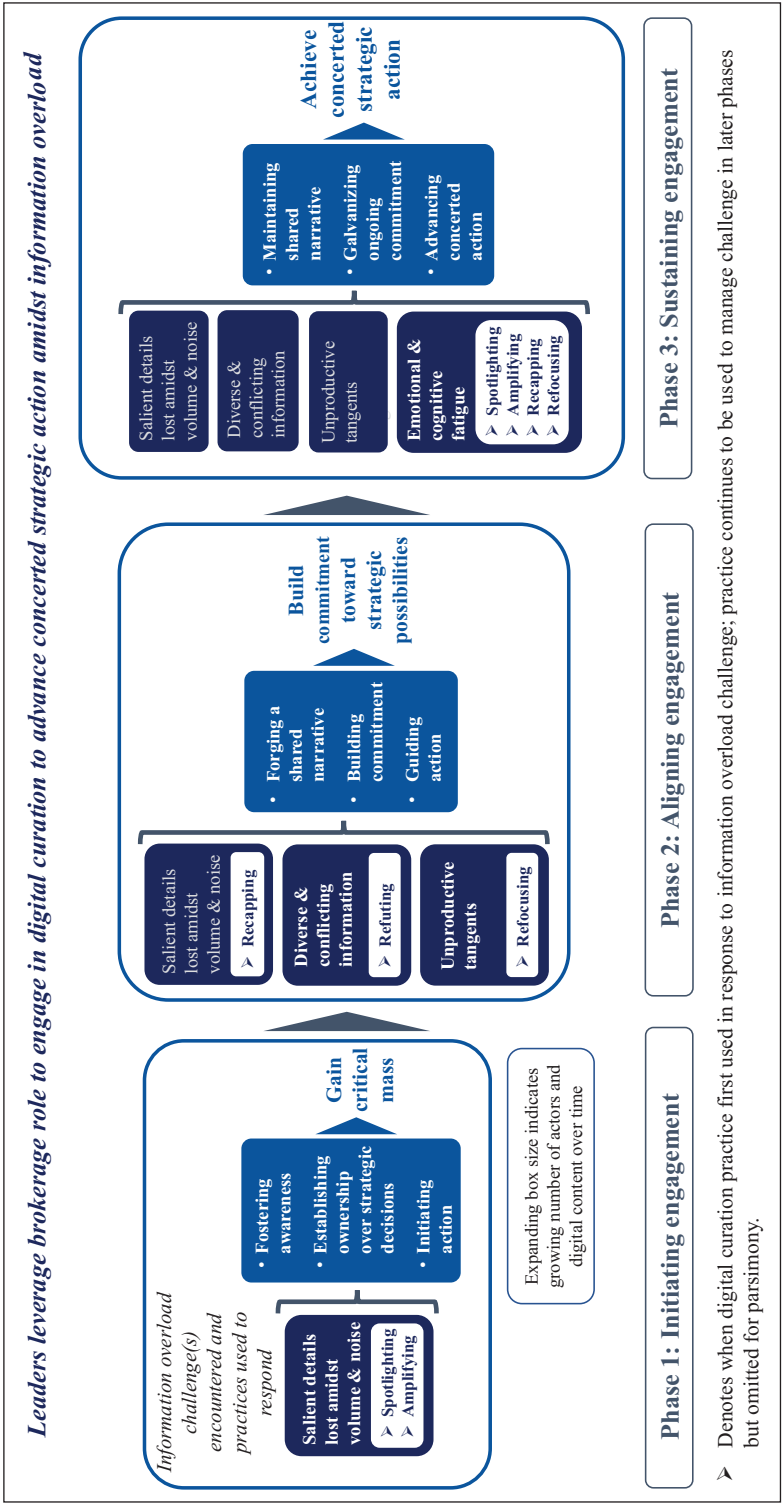 Leaders leverage brokerage role to engage in digital curation to advance concerted strategic action amidst information overload
Information overload
challenge(s)
encountered and
practices used to
respond
Salient details
lost amidst
volume & noise
➢ Spotlighting
➢ Amplifying
• Fostering
awareness
• Establishing
ownership
over strategic
decisions
• Initiating
action
Gain
critical
mass
Expanding box size indicates
growing number of actors and
digital content over time
Phase 1: Initiating engagement
Salient details
lost amidst
volume & noise
➢ Recapping
Diverse &
conflicting
information
➢ Refuting
Unproductive
tangents
➢ Refocusing
• Forging a
shared
narrative
• Building
commitment
• Guiding
action
Build
commitment
toward
strategic
possibilities
Phase 2: Aligning engagement
Salient details
lost amidst
volume & noise
Diverse &
conflicting
information
Unproductive
tangents
Emotional &
cognitive
fatigue
➢ Spotlighting
➢ Amplifying
➢ Recapping
➢ Refocusing
• Maintaining
shared
narrative
• Galvanizing
ongoing
commitment
• Advancing
concerted
action
Achieve
concerted
strategic
action
Phase 3: Sustaining engagement
➢ Denotes when digital curation practice first used in response to information overload challenge; practice continues to be used to manage challenge in later phases
but omitted for parsimony.